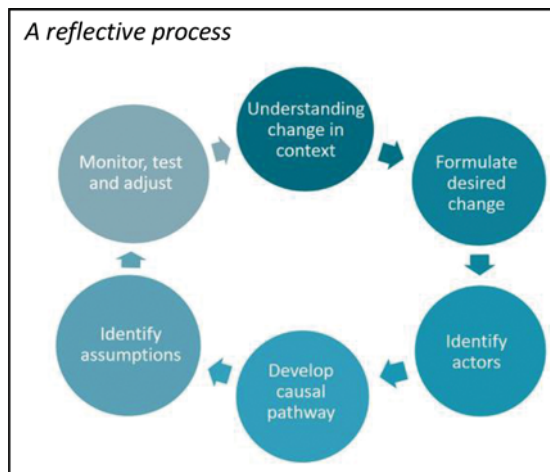 A reflective process
Understanding
change in
context
Formulate
desired
change
Identify
actors
Develop
causal
pathway
Identify
assumptions
Monitor, test
and adjust